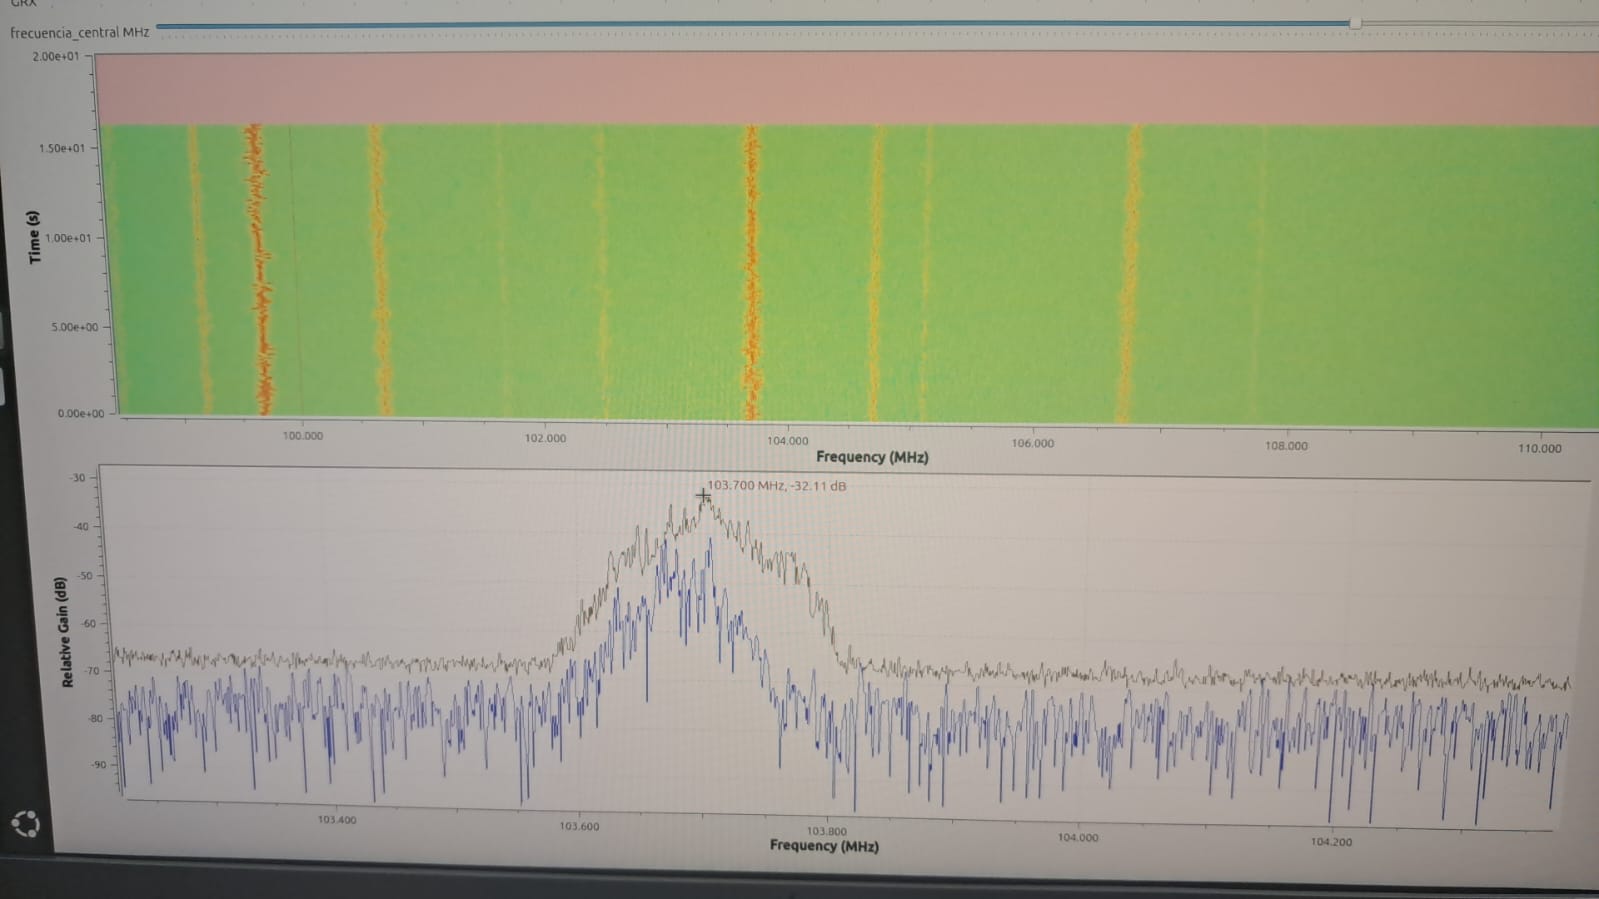 GRX
frecuencia_central MHz
2.00e+01
1.50e+01
1.00e+01
5.00e+00
0.00e+00
Time (s)
100.000 102.000 104.000 106.000 108.000 110.000
Frequency (MHz)
103.700 MHz, -32.11 dB
-30
-40
-50
-60
-70
-80
-90
Relative Gain (dB)
103.400 103.600 103.800 104.000 104.200
Frequency (MHz)